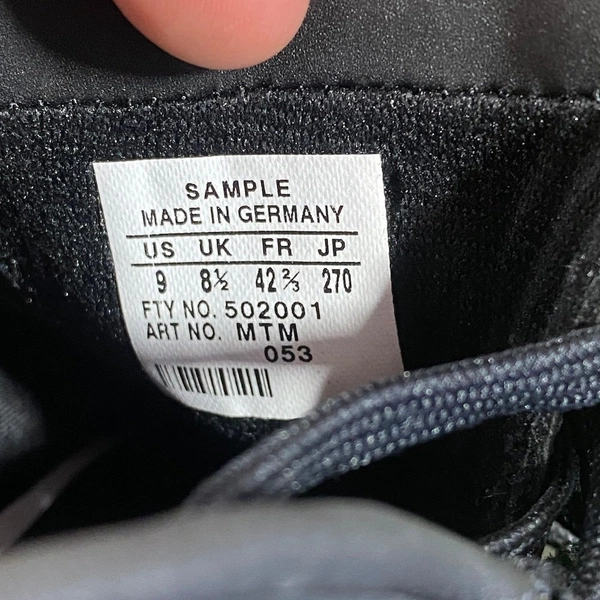 SAMPLE
MADE IN GERMANY
US UK FR JP
9 8½ 42⅔ 270
FTY NO. 502001
ART NO. MTM
053